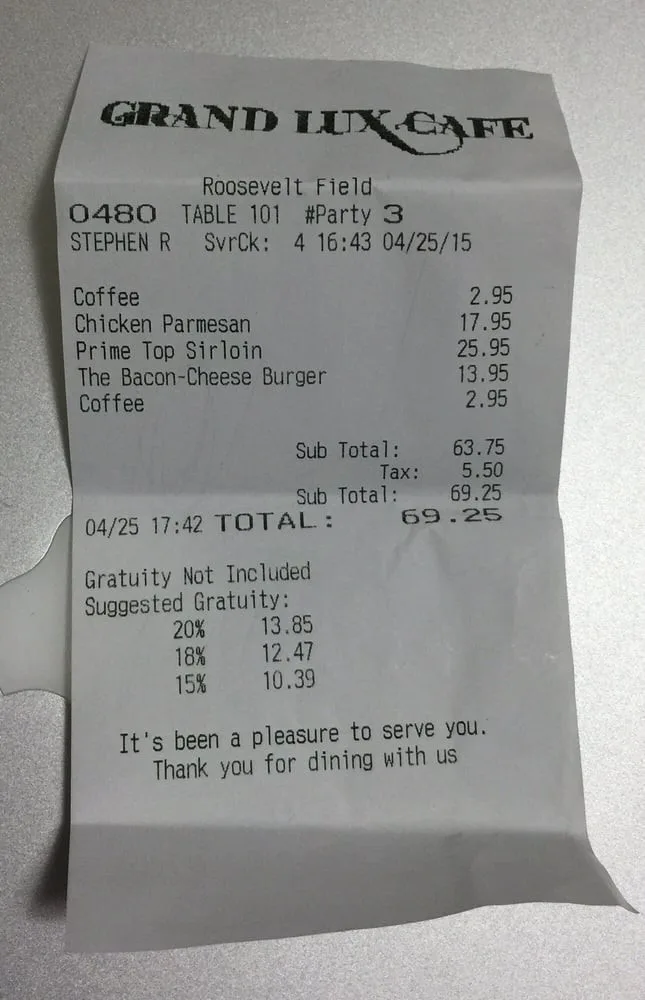 GRAND LUX CAFE
Roosevelt Field
0480 TABLE 101 #Party 3
STEPHEN R SvrCk: 4 16:43 04/25/15
Coffee 2.95
Chicken Parmesan 17.95
Prime Top Sirloin 25.95
The Bacon-Cheese Burger 13.95
Coffee 2.95
Sub Total: 63.75
Tax: 5.50
Sub Total: 69.25
04/25 17:42 TOTAL: 69.25
Gratuity Not Included
Suggested Gratuity:
20% 13.85
18% 12.47
15% 10.39
It's been a pleasure to serve you.
Thank you for dining with us